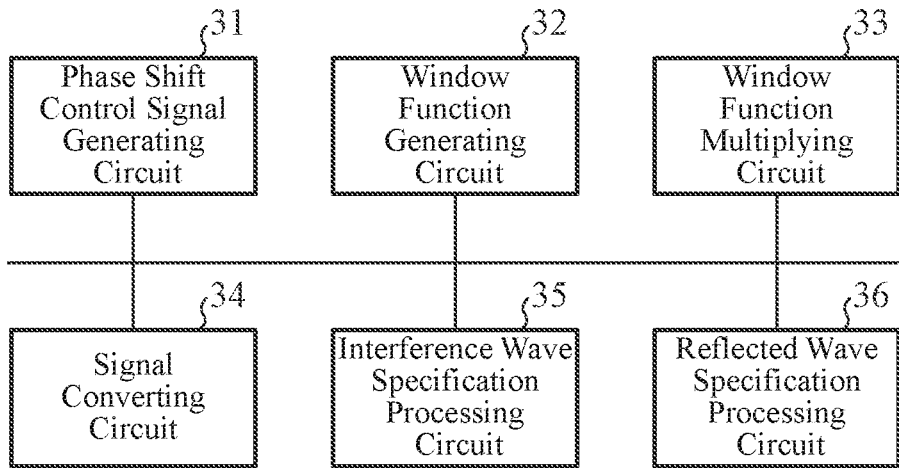 31
Phase Shift
Control Signal
Generating
Circuit
32
Window
Function
Generating
Circuit
33
Window
Function
Multiplying
Circuit
34
Signal
Converting
Circuit
35
Interference Wave
Specification
Processing
Circuit
36
Reflected Wave
Specification
Processing
Circuit